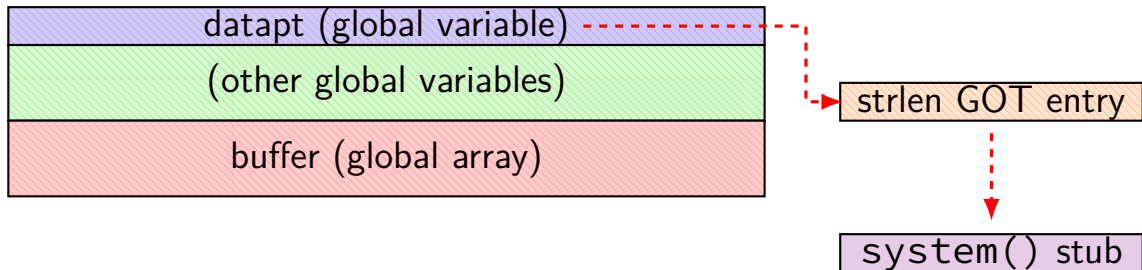 datapt (global variable)
(other global variables)
strlen GOT entry
buffer (global array)
system() stub